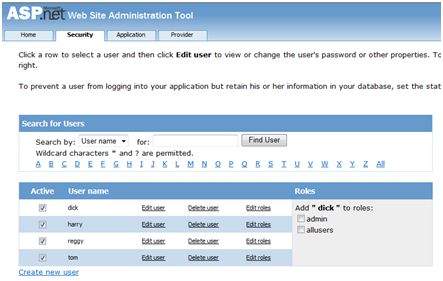 ASP.net Microsoft Web Site Administration Tool
Home Security Application Provider
Click a row to select a user and then click Edit user to view or change the user's password or other properties. To
right.
To prevent a user from logging into your application but retain his or her information in your database, set the stat
Search for Users
Search by: User name for: Find User
Wildcard characters * and ? are permitted.
A B C D E F G H I J K L M N O P Q R S T U V W X Y Z All
Active User name Roles
dick Edit user Delete user Edit roles Add "dick" to roles:
admin
harry Edit user Delete user Edit roles
allusers
reggy Edit user Delete user Edit roles
tom Edit user Delete user Edit roles
Create new user